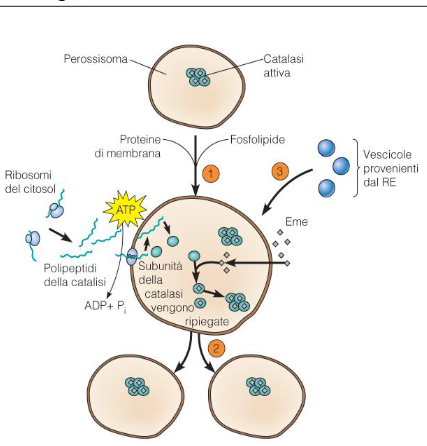 Perossisoma
Catalasi
attiva
Proteine
di membrana
Fosfolipide
1
3
Vescicole
provenienti
dal RE
Ribosomi
del citosol
ATP
Eme
Polipeptidi
della catalisi
Subunità
della
catalasi
vengono
ripiegate
ADP+ Pi
2